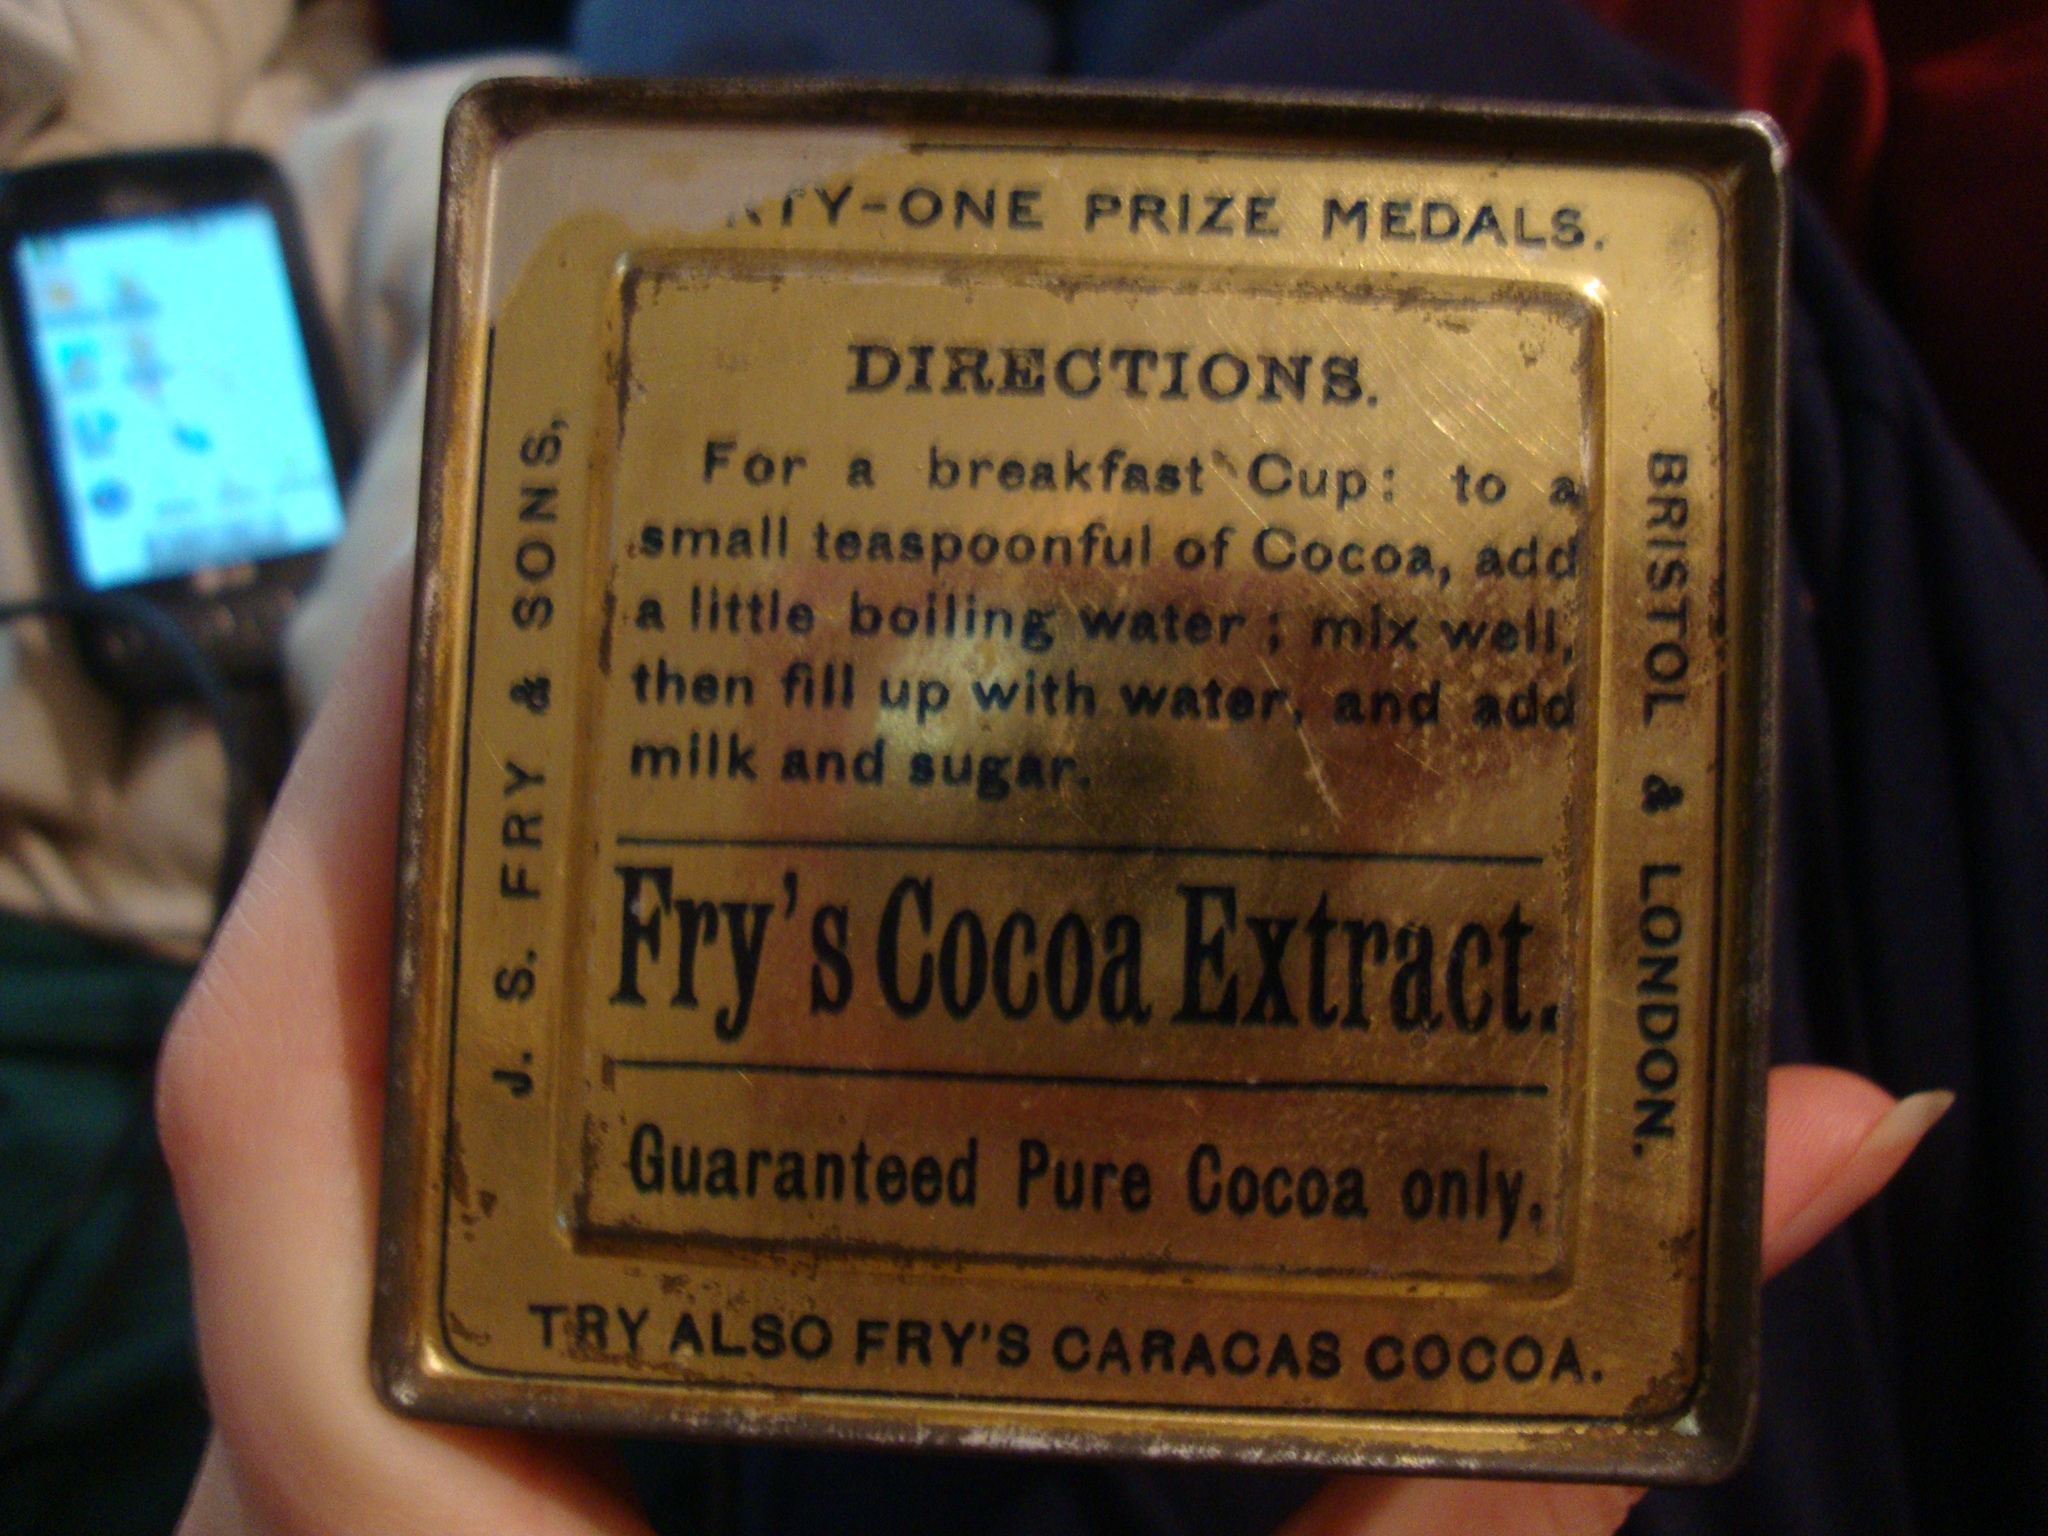 TY-ONE PRIZE MEDALS.
DIRECTIONS.
For a breakfast Cup: to a
small teaspoonful of Cocoa, add
a little boiling water; mix well,
then fill up with water, and add
milk and sugar.
Fry's Cocoa Extract.
Guaranteed Pure Cocoa only.
J. S. FRY & SONS,
BRISTOL & LONDON.
TRY ALSO FRY'S CARACAS COCOA.